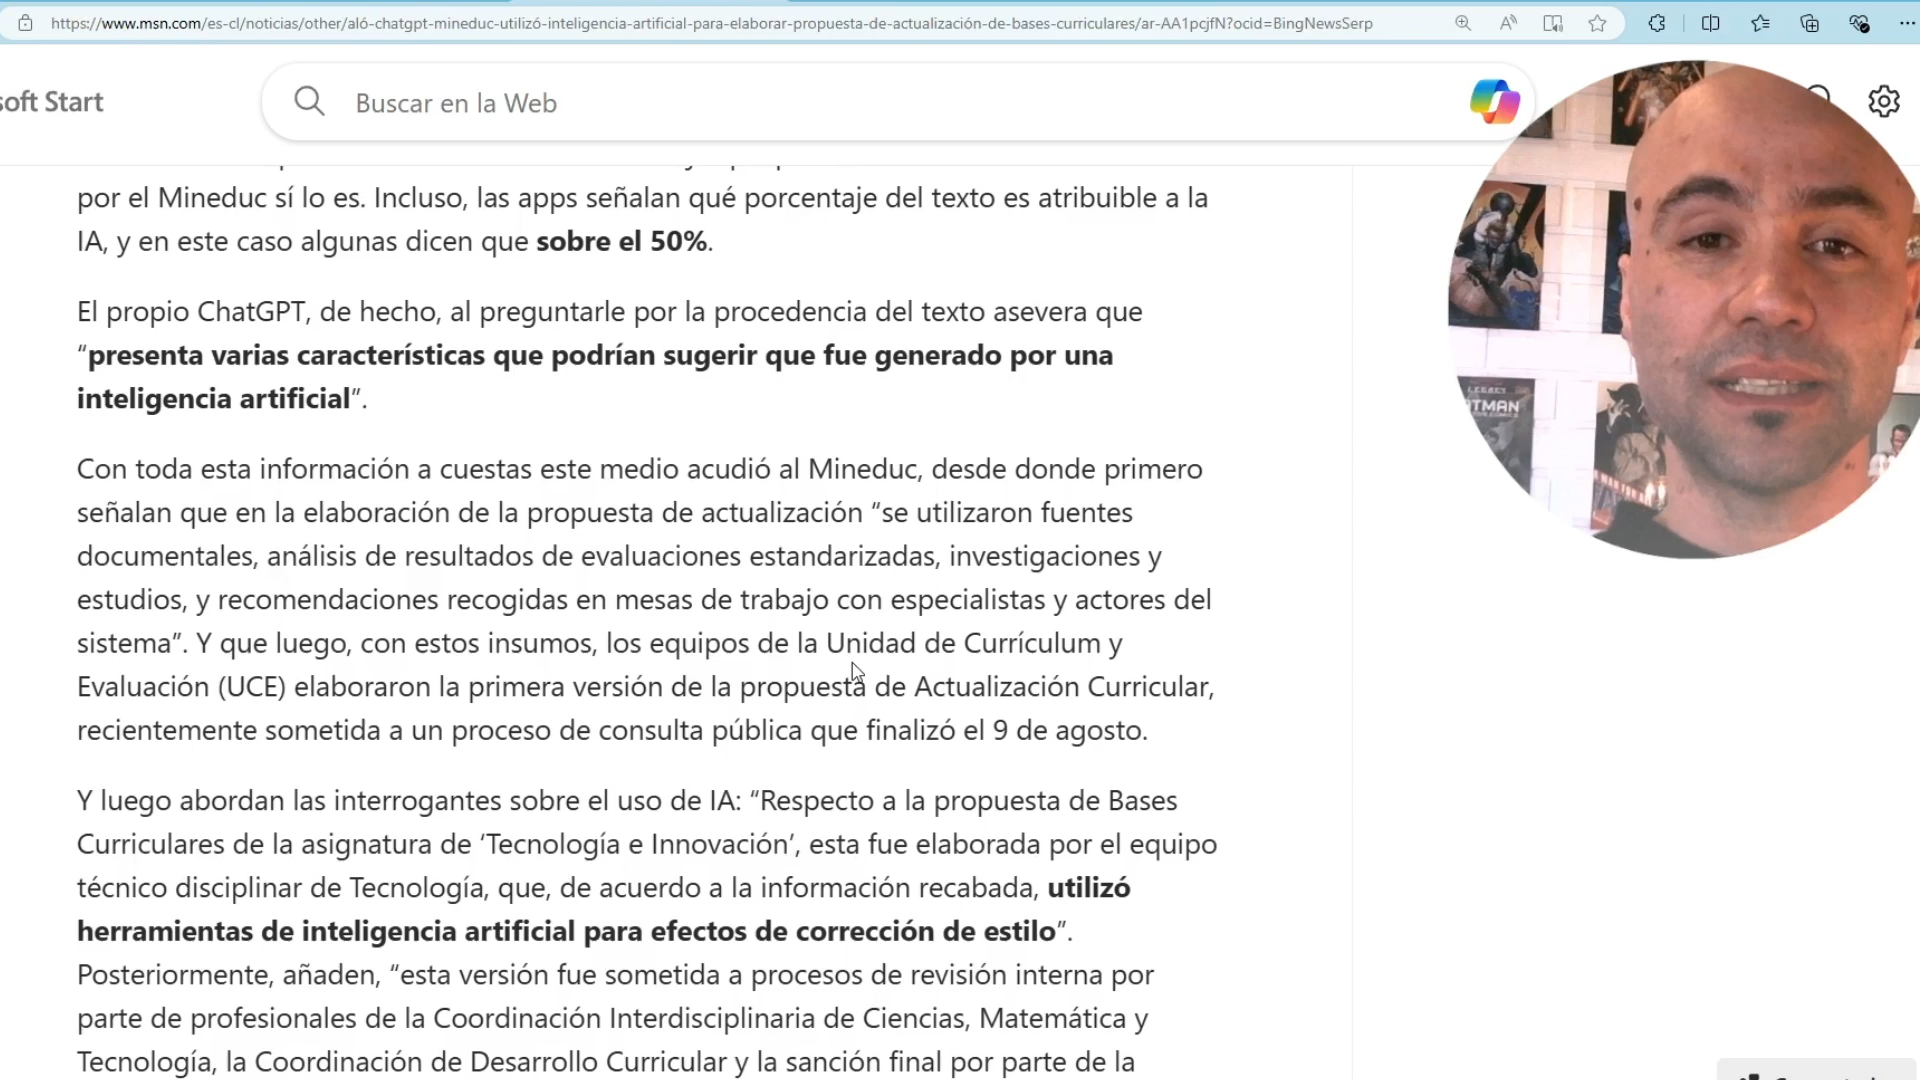 https://www.msn.com/es-cl/noticias/other/aló-chatgpt-mineduc-utilizó-inteligencia-artificial-para-elaborar-propuesta-de-actualización-de-bases-curriculares/ar-AA1pcjfN?ocid=BingNewsSerp
soft Start
Buscar en la Web
por el Mineduc sí lo es. Incluso, las apps señalan qué porcentaje del texto es atribuible a la
IA, y en este caso algunas dicen que sobre el 50%.
El propio ChatGPT, de hecho, al preguntarle por la procedencia del texto asevera que
“presenta varias características que podrían sugerir que fue generado por una
inteligencia artificial”.
Con toda esta información a cuestas este medio acudió al Mineduc, desde donde primero
señalan que en la elaboración de la propuesta de actualización “se utilizaron fuentes
documentales, análisis de resultados de evaluaciones estandarizadas, investigaciones y
estudios, y recomendaciones recogidas en mesas de trabajo con especialistas y actores del
sistema”. Y que luego, con estos insumos, los equipos de la Unidad de Currículum y
Evaluación (UCE) elaboraron la primera versión de la propuesta de Actualización Curricular,
recientemente sometida a un proceso de consulta pública que finalizó el 9 de agosto.
Y luego abordan las interrogantes sobre el uso de IA: “Respecto a la propuesta de Bases
Curriculares de la asignatura de ‘Tecnología e Innovación’, esta fue elaborada por el equipo
técnico disciplinar de Tecnología, que, de acuerdo a la información recabada, utilizó
herramientas de inteligencia artificial para efectos de corrección de estilo”.
Posteriormente, añaden, “esta versión fue sometida a procesos de revisión interna por
parte de profesionales de la Coordinación Interdisciplinaria de Ciencias, Matemática y
Tecnología, la Coordinación de Desarrollo Curricular y la sanción final por parte de la
LEGACY
TMAN